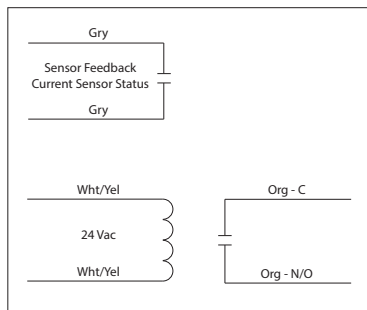 Gry
Sensor Feedback
Current Sensor Status
Gry
Wht/Yel
Org - C
24 Vac
Wht/Yel
Org - N/O